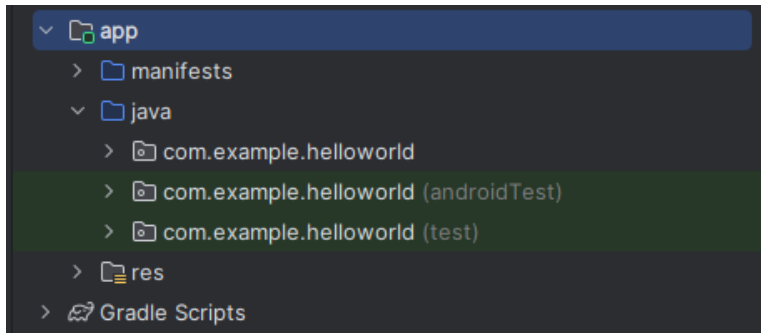 app
manifests
java
com.example.helloworld
com.example.helloworld (androidTest)
com.example.helloworld (test)
res
Gradle Scripts